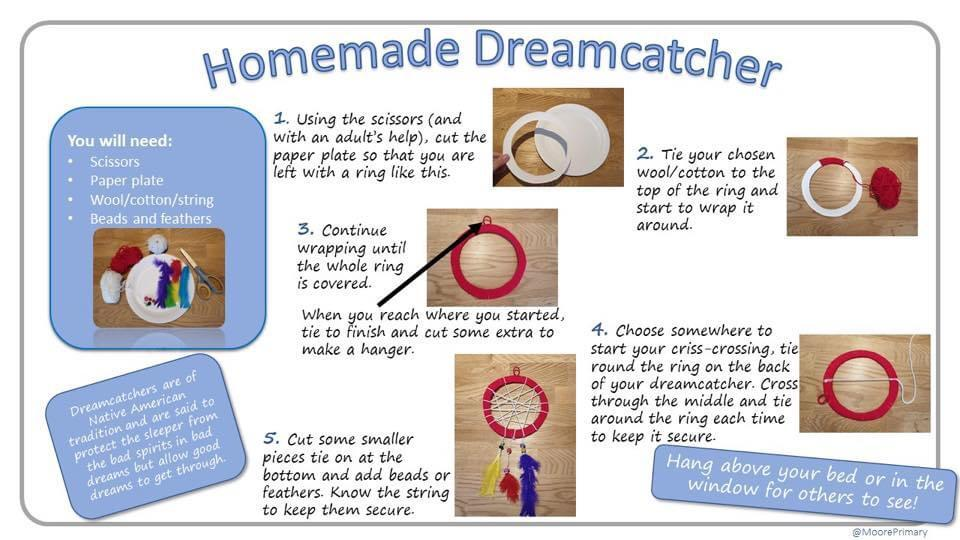 Homemade Dreamcatcher
You will need:
• Scissors
• Paper plate
• Wool/cotton/string
• Beads and feathers
1. Using the scissors (and
with an adult's help), cut the
paper plate so that you are
left with a ring like this.
2. Tie your chosen
wool/cotton to the
top of the ring and
start to wrap it
around.
3. Continue
wrapping until
the whole ring
is covered.
When you reach where you started,
tie to finish and cut some extra to
make a hanger.
4. Choose somewhere to
start your criss-crossing, tie
round the ring on the back
of your dreamcatcher. Cross
through the middle and tie
around the ring each time
to keep it secure.
5. Cut some smaller
pieces tie on at the
bottom and add beads or
feathers. Know the string
to keep them secure.
Dreamcatchers are of
Native American
tradition and are said to
protect the sleeper from
the bad spirits in bad
dreams but allow good
dreams to get through.
Hang above your bed or in the
window for others to see!
@MoorePrimary